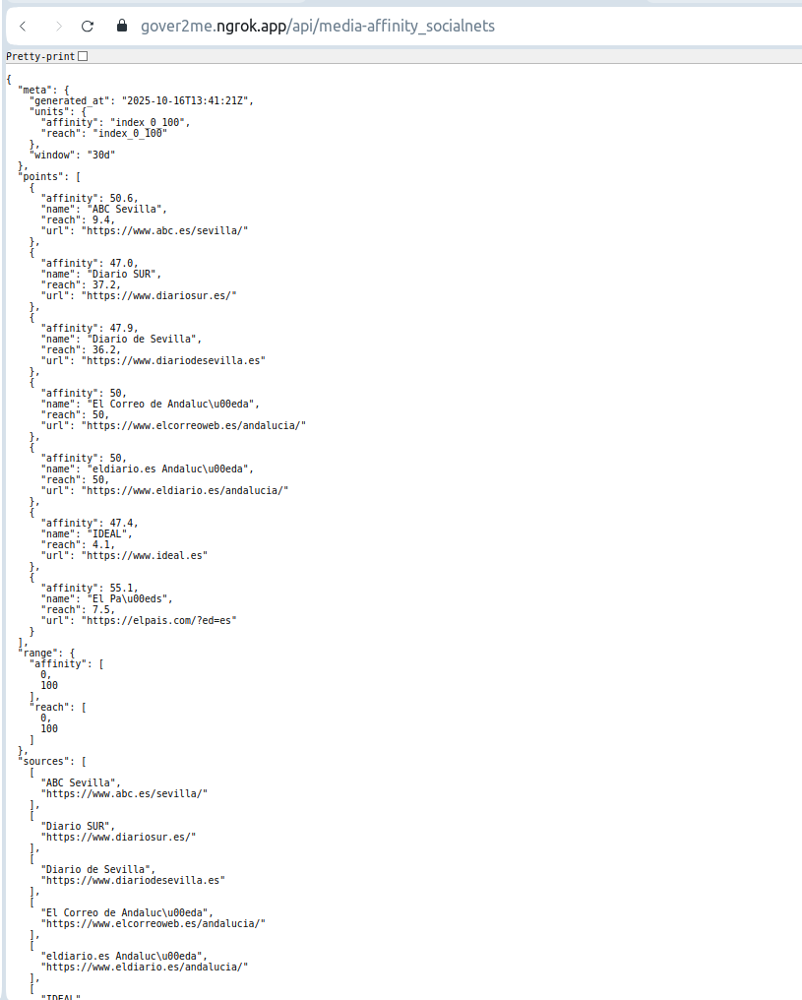 gover2me.ngrok.app/api/media-affinity_socialnets
Pretty-print
{
  "meta": {
    "generated_at": "2025-10-16T13:41:21Z",
    "units": {
      "affinity": "index_0_100",
      "reach": "index_0_100"
    },
    "window": "30d"
  },
  "points": [
    {
      "affinity": 50.6,
      "name": "ABC Sevilla",
      "reach": 9.4,
      "url": "https://www.abc.es/sevilla/"
    },
    {
      "affinity": 47.0,
      "name": "Diario SUR",
      "reach": 37.2,
      "url": "https://www.diariosur.es/"
    },
    {
      "affinity": 47.9,
      "name": "Diario de Sevilla",
      "reach": 36.2,
      "url": "https://www.diariodesevilla.es"
    },
    {
      "affinity": 50,
      "name": "El Correo de Andaluc\u00eda",
      "reach": 50,
      "url": "https://www.elcorreoweb.es/andalucia/"
    },
    {
      "affinity": 50,
      "name": "eldiario.es Andaluc\u00eda",
      "reach": 50,
      "url": "https://www.eldiario.es/andalucia/"
    },
    {
      "affinity": 47.4,
      "name": "IDEAL",
      "reach": 4.1,
      "url": "https://www.ideal.es"
    },
    {
      "affinity": 55.1,
      "name": "El Pa\u00eds",
      "reach": 7.5,
      "url": "https://elpais.com/?ed=es"
    }
  ],
  "range": {
    "affinity": [
      0,
      100
    ],
    "reach": [
      0,
      100
    ]
  },
  "sources": [
    [
      "ABC Sevilla",
      "https://www.abc.es/sevilla/"
    ],
    [
      "Diario SUR",
      "https://www.diariosur.es/"
    ],
    [
      "Diario de Sevilla",
      "https://www.diariodesevilla.es"
    ],
    [
      "El Correo de Andaluc\u00eda",
      "https://www.elcorreoweb.es/andalucia/"
    ],
    [
      "eldiario.es Andaluc\u00eda",
      "https://www.eldiario.es/andalucia/"
    ],
    [
      "IDEAL",